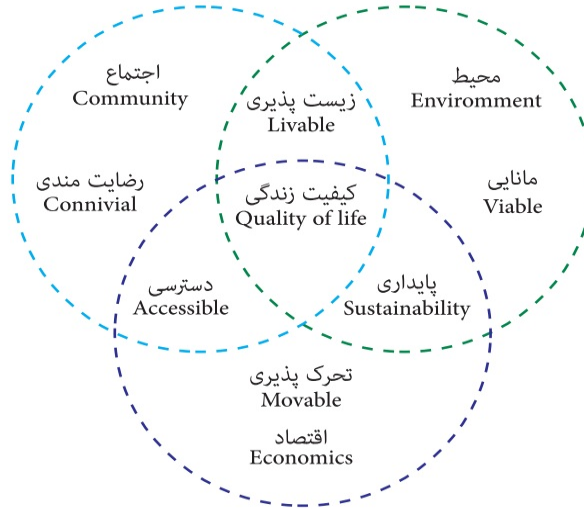 اجتماع
Community
محیط
Enviromment
زیست پذیری
Livable
رضایت مندی
Connivial
کیفیت زندگی
Quality of life
مانایی
Viable
دسترسی
Accessible
پایداری
Sustainability
تحرک پذیری
Movable
اقتصاد
Economics